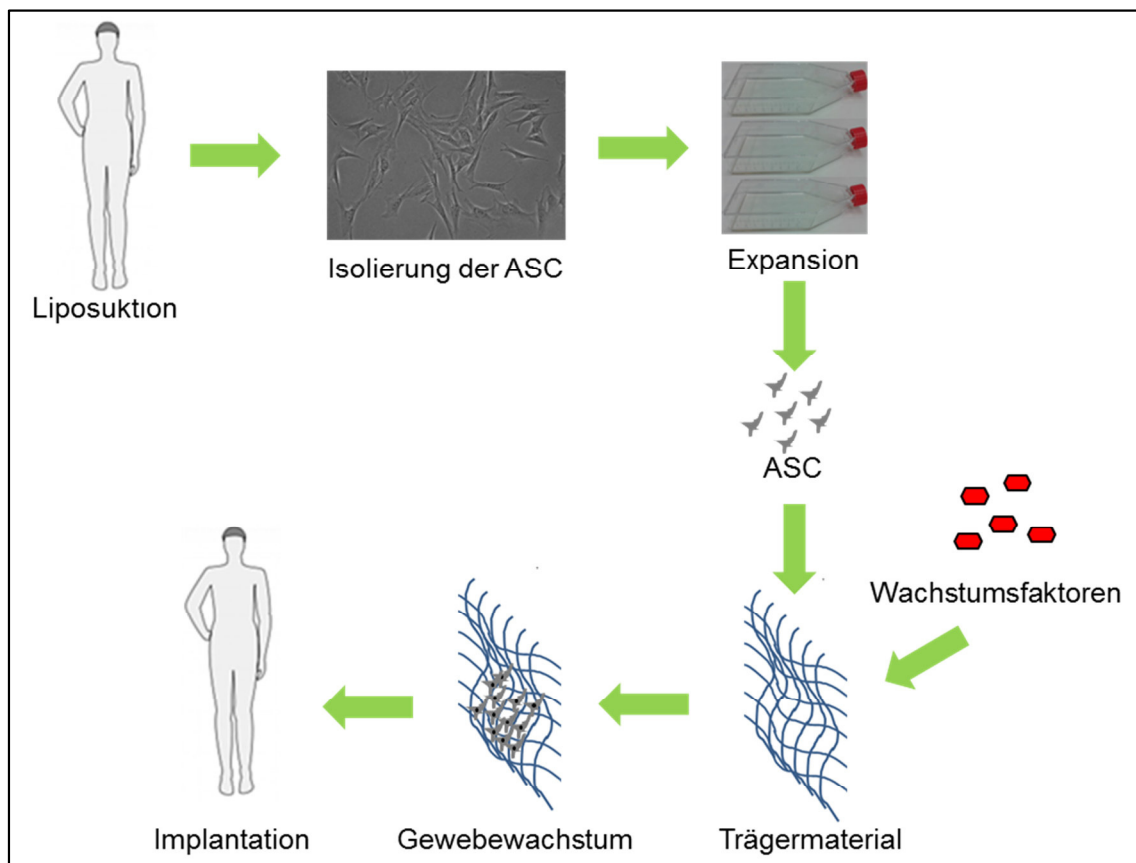 Liposuktion
Isolierung der ASC
Expansion
ASC
Wachstumsfaktoren
Trägermaterial
Gewebewachstum
Implantation